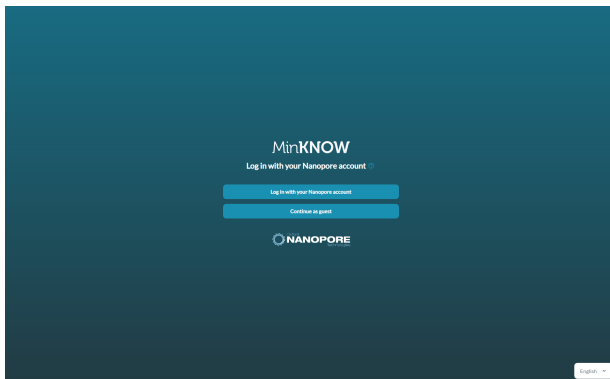 MinKNOW
Log in with your Nanopore account
Log in with your Nanopore account
Continue as guest
NANOPORE
English